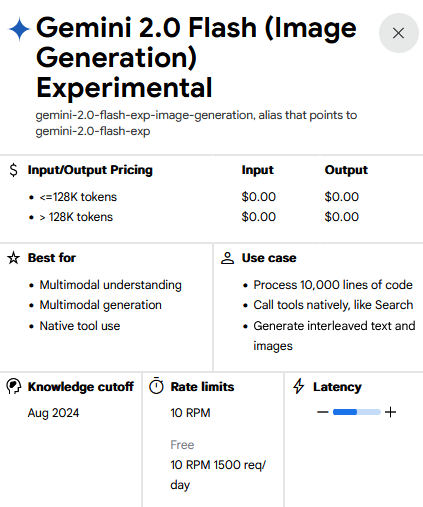 Gemini 2.0 Flash (Image
Generation)
Experimental
gemini-2.0-flash-exp-image-generation, alias that points to
gemini-2.0-flash-exp
Input/Output Pricing Input Output
• <=128K tokens $0.00 $0.00
• > 128K tokens $0.00 $0.00
Best for
• Multimodal understanding
• Multimodal generation
• Native tool use
Use case
• Process 10,000 lines of code
• Call tools natively, like Search
• Generate interleaved text and
images
Knowledge cutoff
Aug 2024
Rate limits
10 RPM
Free
10 RPM 1500 req/
day
Latency